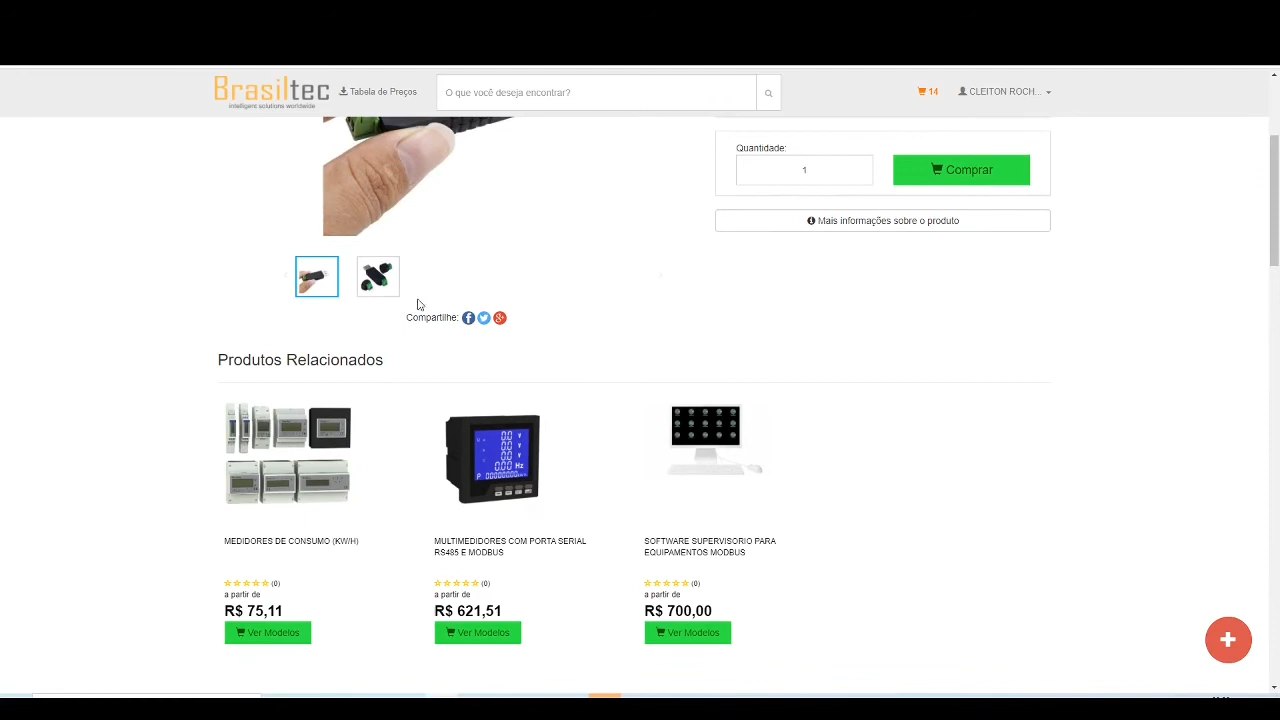 Brasiltec
intelligent solutions worldwide
Tabela de Preços
O que você deseja encontrar?
14
CLEITON ROCH...
Quantidade:
1
Comprar
Mais informações sobre o produto
Compartilhe:
Produtos Relacionados
MEDIDORES DE CONSUMO (KW/H)
(0)
a partir de
R$ 75,11
Ver Modelos
MULTIMEDIDORES COM PORTA SERIAL
RS485 E MODBUS
(0)
a partir de
R$ 621,51
Ver Modelos
SOFTWARE SUPERVISORIO PARA
EQUIPAMENTOS MODBUS
(0)
a partir de
R$ 700,00
Ver Modelos